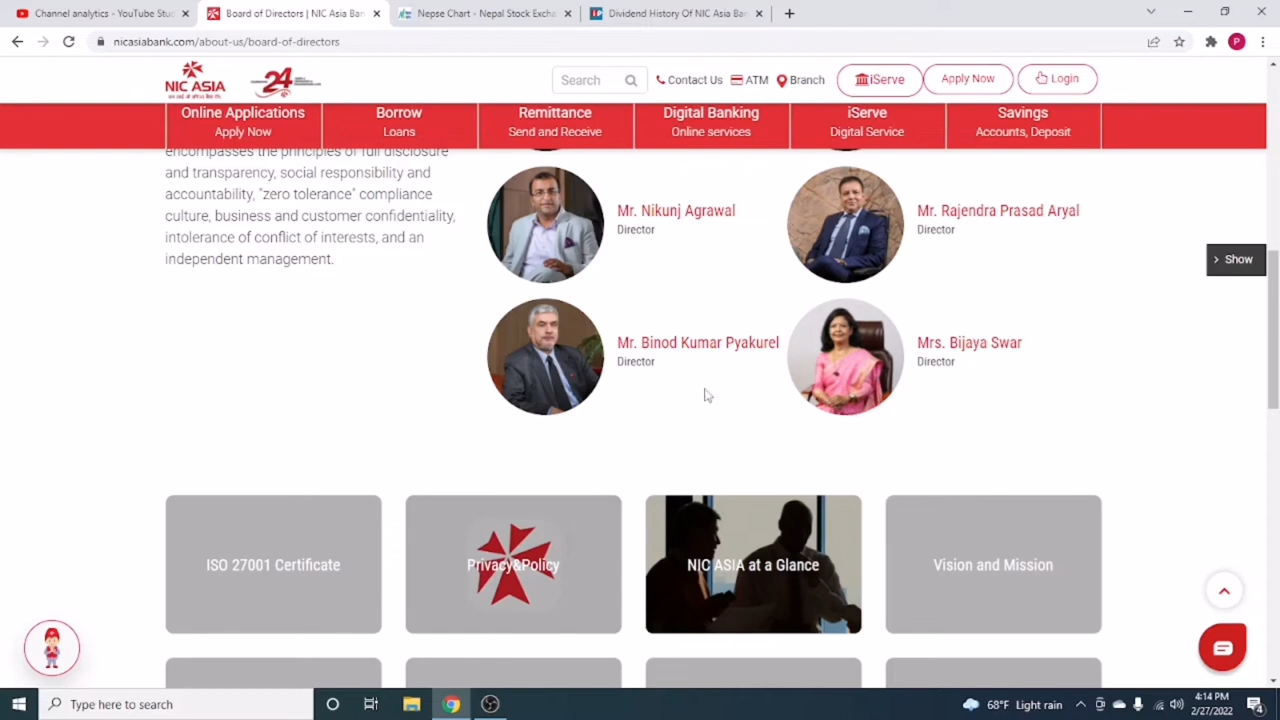 Channel analytics - YouTube Stud
Board of Directors | NIC Asia Ban
Nepse Chart - Nepal Stock Excha
Dividend History Of NIC Asia Ban
nicasiabank.com/about-us/board-of-directors
P
NIC ASIA
24
Search
Contact Us
ATM
Branch
iServe
Apply Now
Login
Online Applications
Apply Now
Borrow
Loans
Remittance
Send and Receive
Digital Banking
Online services
iServe
Digital Service
Savings
Accounts, Deposit
encompasses the principles of full disclosure
and transparency, social responsibility and
accountability, "zero tolerance" compliance
culture, business and customer confidentiality,
intolerance of conflict of interests, and an
independent management.
Mr. Nikunj Agrawal
Director
Mr. Rajendra Prasad Aryal
Director
Show
Mr. Binod Kumar Pyakurel
Director
Mrs. Bijaya Swar
Director
ISO 27001 Certificate
Privacy&Policy
NIC ASIA at a Glance
Vision and Mission
Type here to search
68°F Light rain
4:14 PM
2/27/2022
4